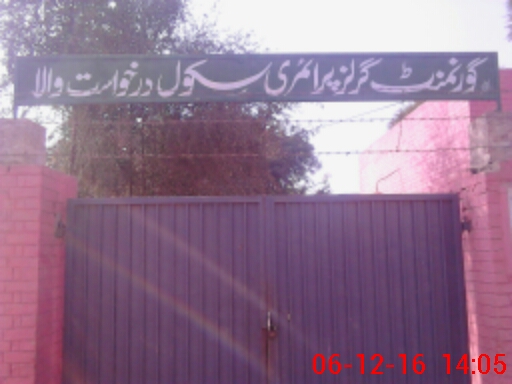 گورنمنٹ گرلز پرائمری سکول درخواست والا
06-12-16 14:05